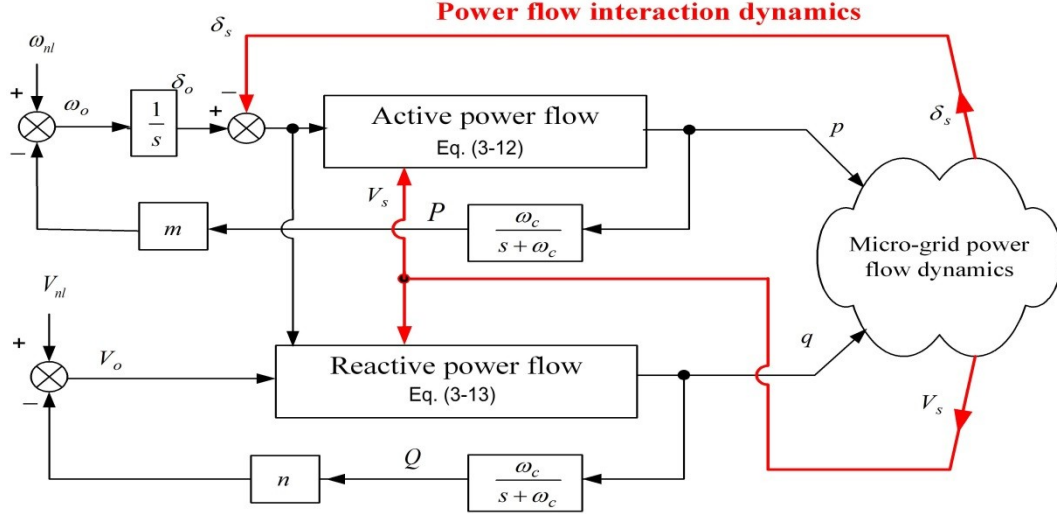 Power flow interaction dynamics
δ_s
ω_nl
+
−
ω_o
1/s
δ_o
+
−
Active power flow
Eq. (3-12)
p
δ_s
V_s
P
m
ω_c/(s+ω_c)
Micro-grid power
flow dynamics
V_nl
+
−
V_o
Reactive power flow
Eq. (3-13)
q
V_s
Q
n
ω_c/(s+ω_c)